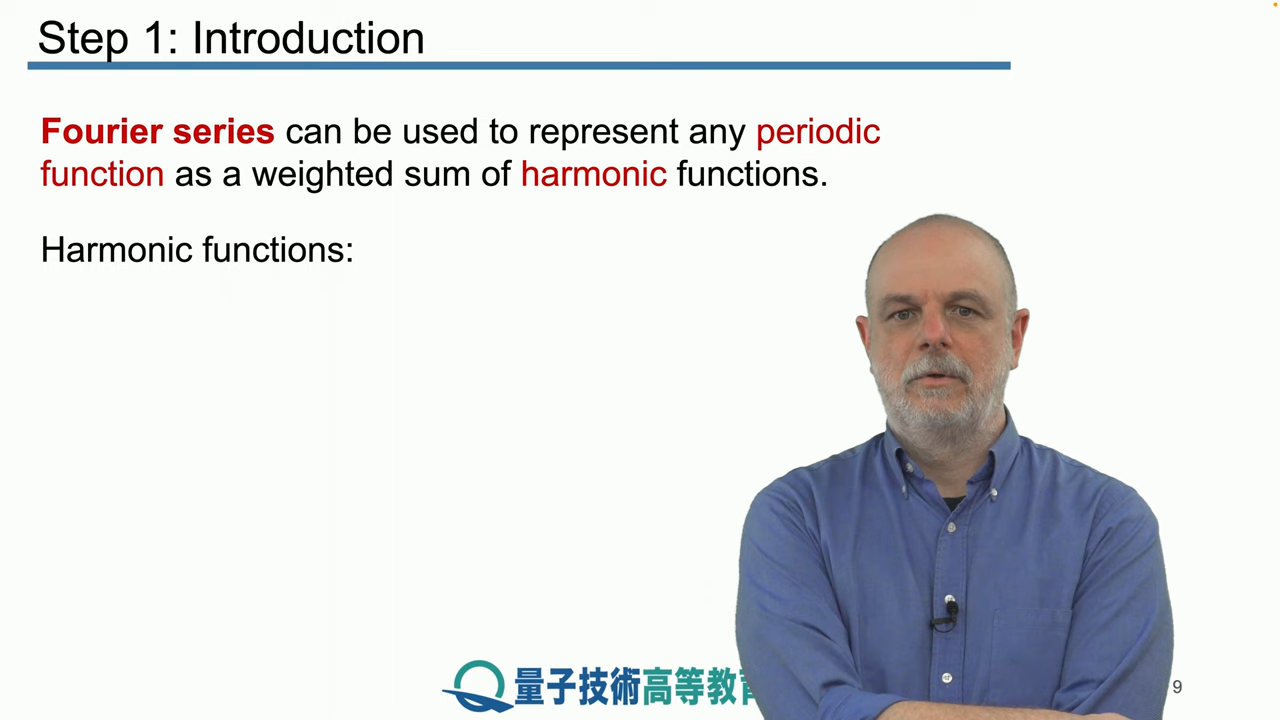 Step 1: Introduction
Fourier series can be used to represent any periodic
function as a weighted sum of harmonic functions.
Harmonic functions:
量子技術高等教育
9